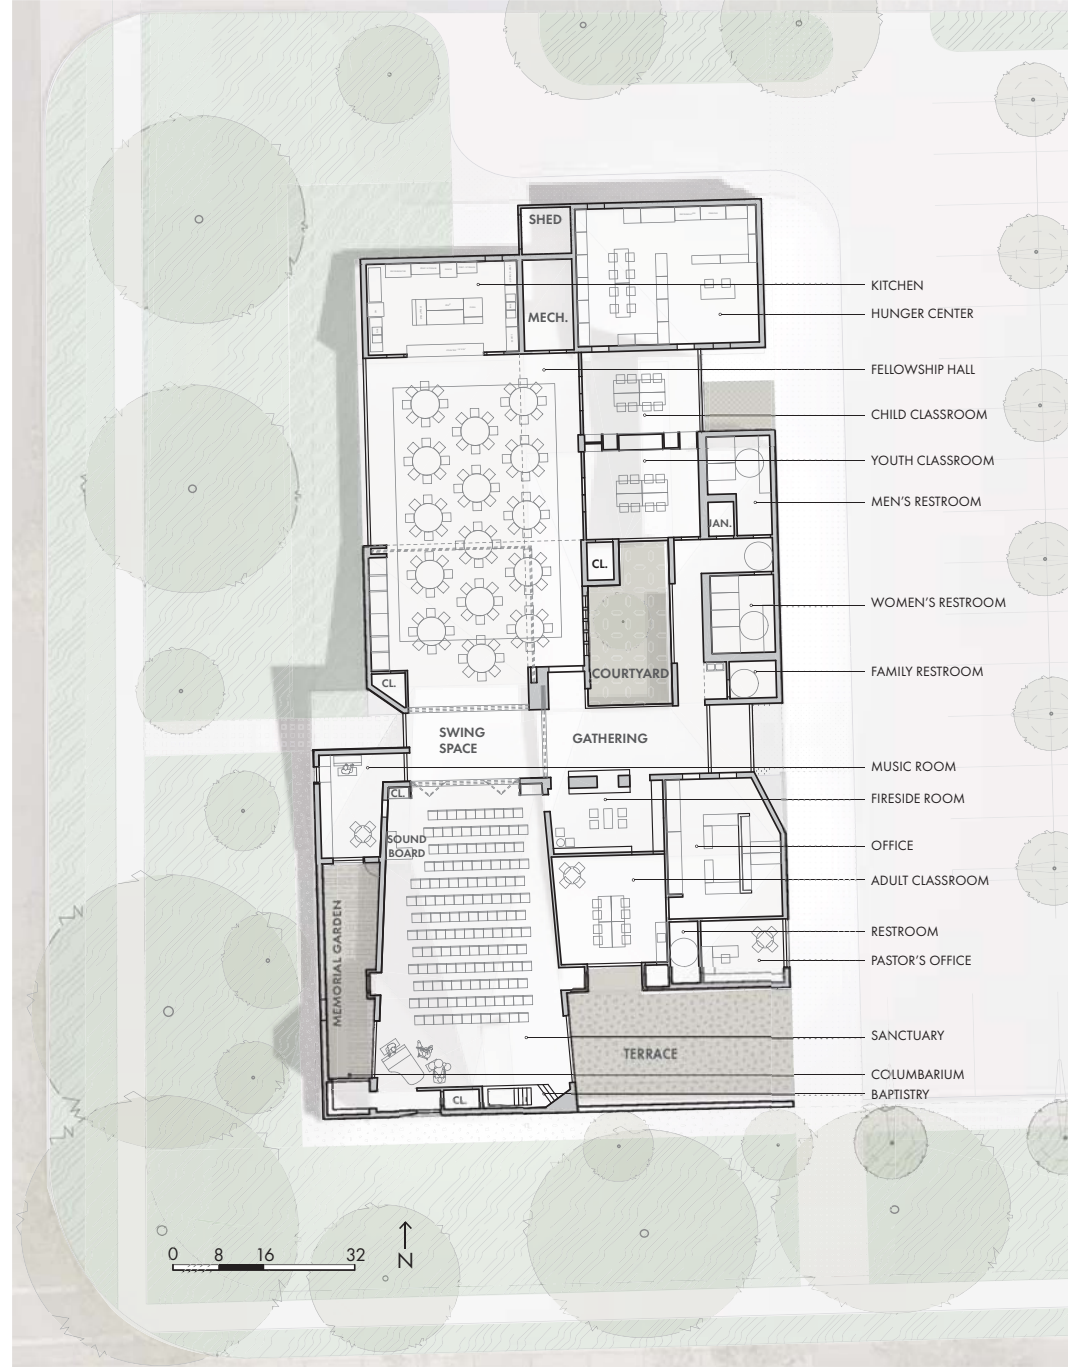 SHED
KITCHEN
MECH.
HUNGER CENTER
FELLOWSHIP HALL
CHILD CLASSROOM
YOUTH CLASSROOM
MEN'S RESTROOM
JAN.
CL.
WOMEN'S RESTROOM
COURTYARD
FAMILY RESTROOM
CL.
SWING
SPACE
GATHERING
MUSIC ROOM
CL.
FIRESIDE ROOM
SOUND
BOARD
OFFICE
ADULT CLASSROOM
MEMORIAL GARDEN
RESTROOM
PASTOR'S OFFICE
SANCTUARY
TERRACE
COLUMBARIUM
BAPTISTRY
CL.
0 8 16 32
N